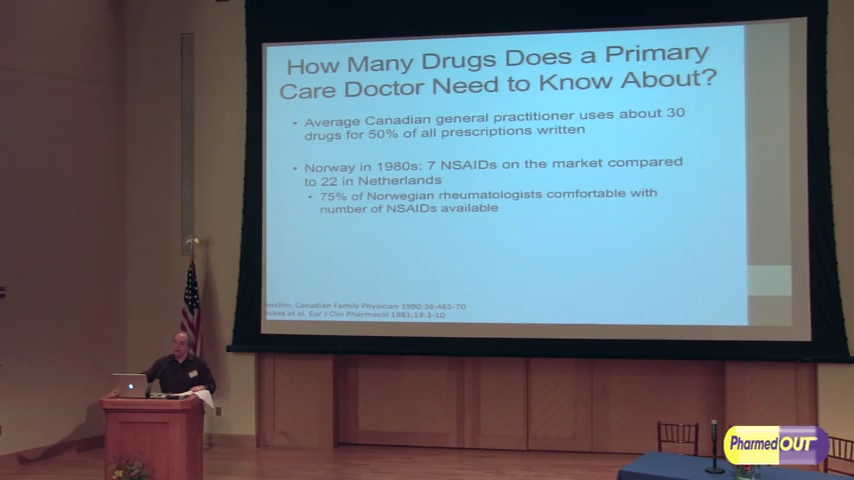 How Many Drugs Does a Primary
Care Doctor Need to Know About?
• Average Canadian general practitioner uses about 30
drugs for 50% of all prescriptions written
• Norway in 1980s: 7 NSAIDs on the market compared
to 22 in Netherlands
• 75% of Norwegian rheumatologists comfortable with
number of NSAIDs available
Canadian Family Physician 1990;36:465-70
et al. Eur J Clin Pharmacol 1981;19:3-10
PharmedOUT